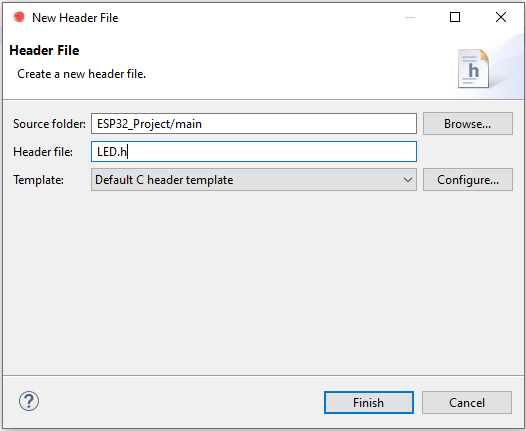 New Header File
Header File
Create a new header file.
h
Source folder: ESP32_Project/main Browse...
Header file: LED.h
Template: Default C header template Configure...
? Finish Cancel